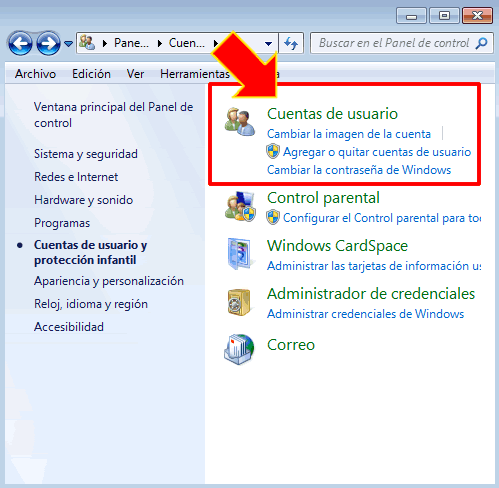 Pane... Cuen...
Buscar en el Panel de control
Archivo Edición Ver Herramientas
Ventana principal del Panel de
control
Sistema y seguridad
Redes e Internet
Hardware y sonido
Programas
Cuentas de usuario y
protección infantil
Apariencia y personalización
Reloj, idioma y región
Accesibilidad
Cuentas de usuario
Cambiar la imagen de la cuenta
Agregar o quitar cuentas de usuario
Cambiar la contraseña de Windows
Control parental
Configurar el Control parental para
Windows CardSpace
Administrar las tarjetas de información
Administrador de credenciales
Administrar credenciales de Windows
Correo